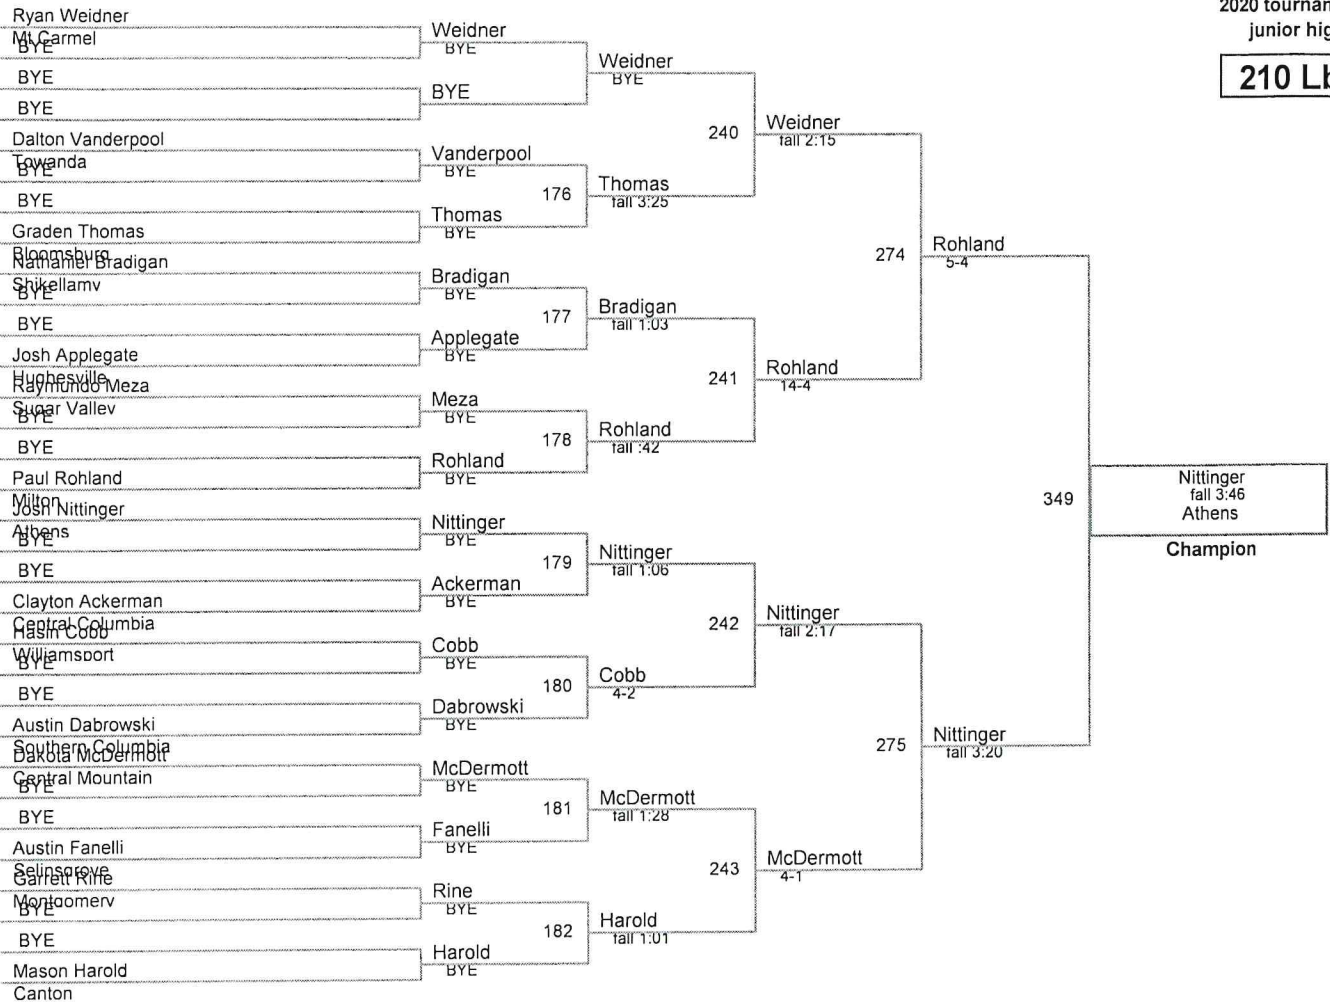 2020 tournam
junior hig
210 Lb
Ryan Weidner
Mt Carmel
BYE
BYE
BYE
Dalton Vanderpool
Towanda
BYE
BYE
Graden Thomas
Bloomsburg
Nathaniel Bradigan
Shikellamy
BYE
BYE
Josh Applegate
Hughesville
Raymundo Meza
Sugar Valley
BYE
BYE
Paul Rohland
Milton
Josh Nittinger
Athens
BYE
BYE
Clayton Ackerman
Central Columbia
Hasin Cobb
Williamsport
BYE
BYE
Austin Dabrowski
Southern Columbia
Dakota McDermott
Central Mountain
BYE
BYE
Austin Fanelli
Selinsgrove
Garrett Rine
Montgomery
BYE
BYE
Mason Harold
Canton
Weidner
BYE
BYE
Vanderpool
BYE
176
Thomas
BYE
Bradigan
BYE
177
Applegate
BYE
Meza
BYE
178
Rohland
BYE
Nittinger
BYE
179
Ackerman
BYE
Cobb
BYE
180
Dabrowski
BYE
McDermott
BYE
181
Fanelli
BYE
Rine
BYE
182
Harold
BYE
Weidner
BYE
240
Thomas
fall 3:25
Bradigan
fall 1:03
241
Rohland
fall :42
Nittinger
fall 1:06
242
Cobb
4-2
McDermott
fall 1:28
243
Harold
fall 1:01
Weidner
fall 2:15
274
Rohland
14-4
Nittinger
fall 2:17
275
McDermott
4-1
Rohland
5-4
349
Nittinger
fall 3:20
Nittinger
fall 3:46
Athens
Champion